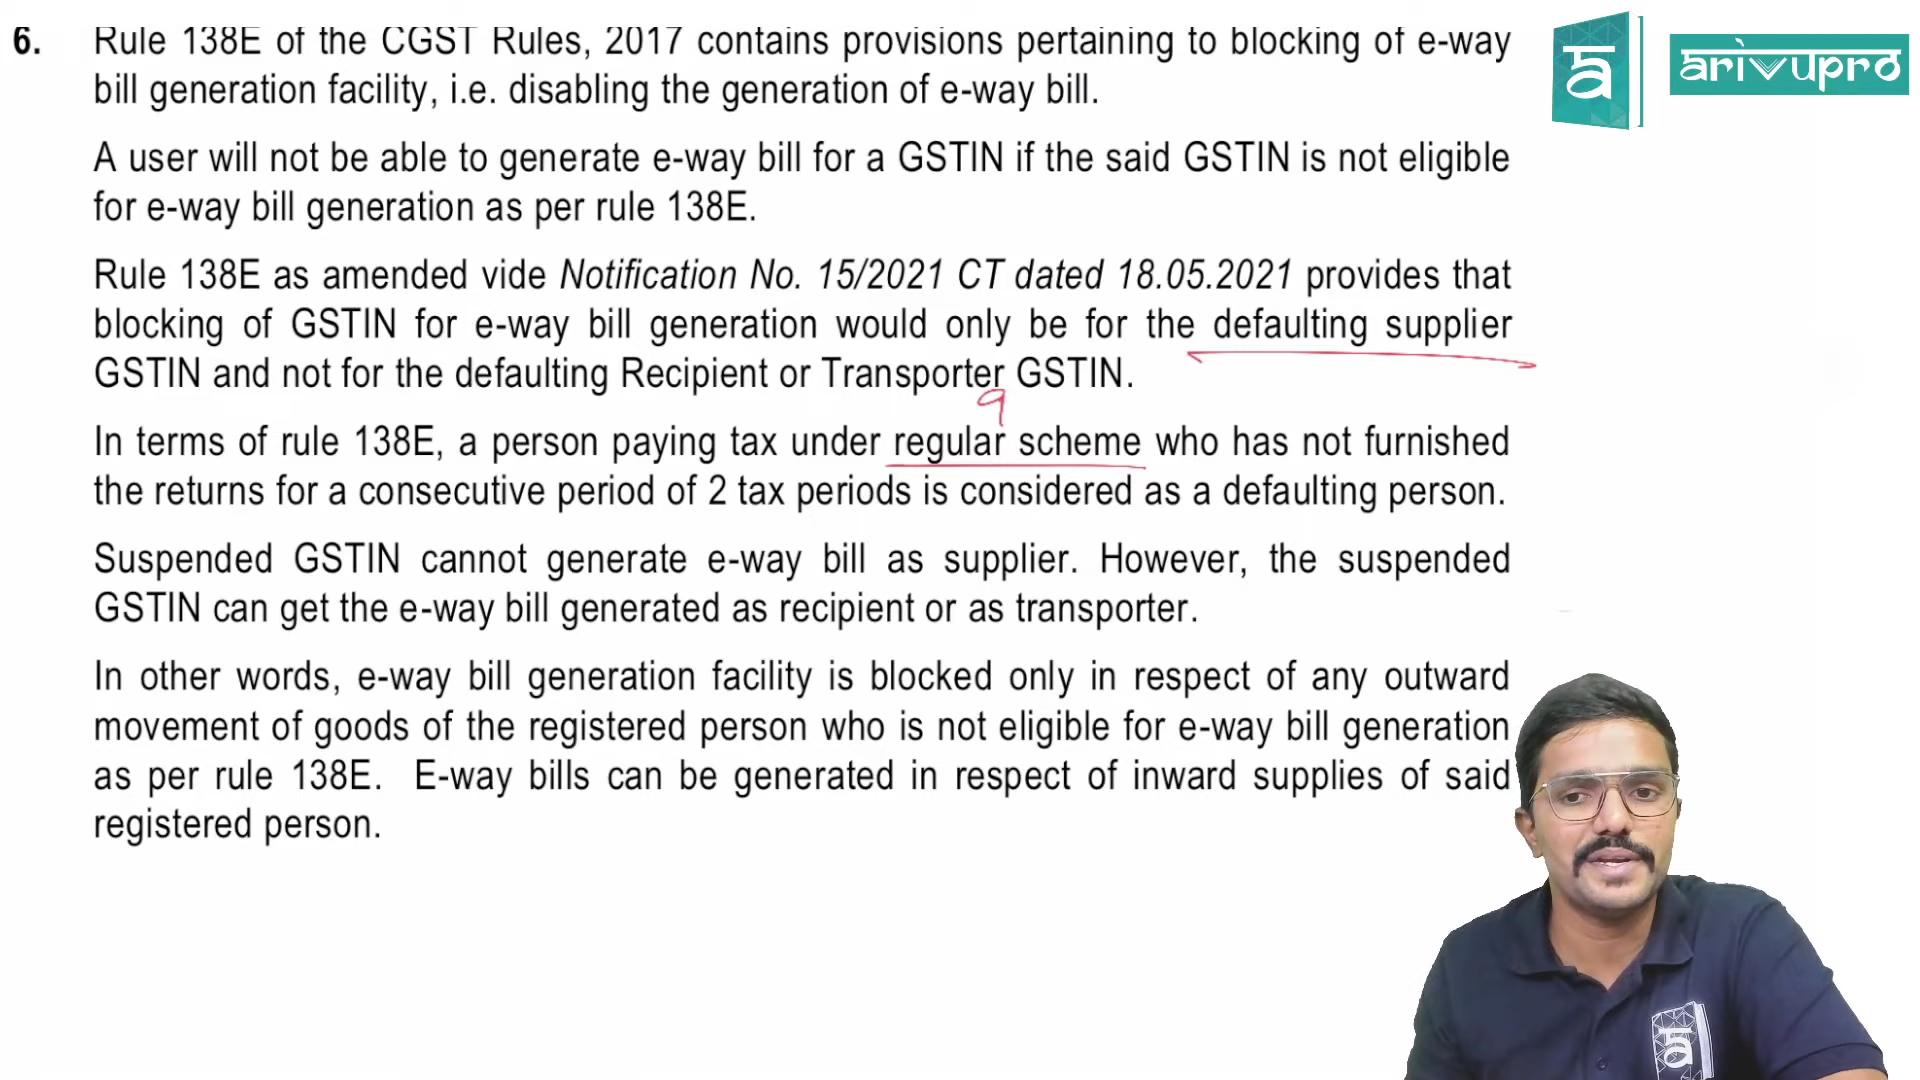 6. Rule 138E of the CGST Rules, 2017 contains provisions pertaining to blocking of e-way
bill generation facility, i.e. disabling the generation of e-way bill.
A user will not be able to generate e-way bill for a GSTIN if the said GSTIN is not eligible
for e-way bill generation as per rule 138E.
Rule 138E as amended vide Notification No. 15/2021 CT dated 18.05.2021 provides that
blocking of GSTIN for e-way bill generation would only be for the defaulting supplier
GSTIN and not for the defaulting Recipient or Transporter GSTIN.
9
In terms of rule 138E, a person paying tax under regular scheme who has not furnished
the returns for a consecutive period of 2 tax periods is considered as a defaulting person.
Suspended GSTIN cannot generate e-way bill as supplier. However, the suspended
GSTIN can get the e-way bill generated as recipient or as transporter.
In other words, e-way bill generation facility is blocked only in respect of any outward
movement of goods of the registered person who is not eligible for e-way bill generation
as per rule 138E. E-way bills can be generated in respect of inward supplies of said
registered person.
arivupro